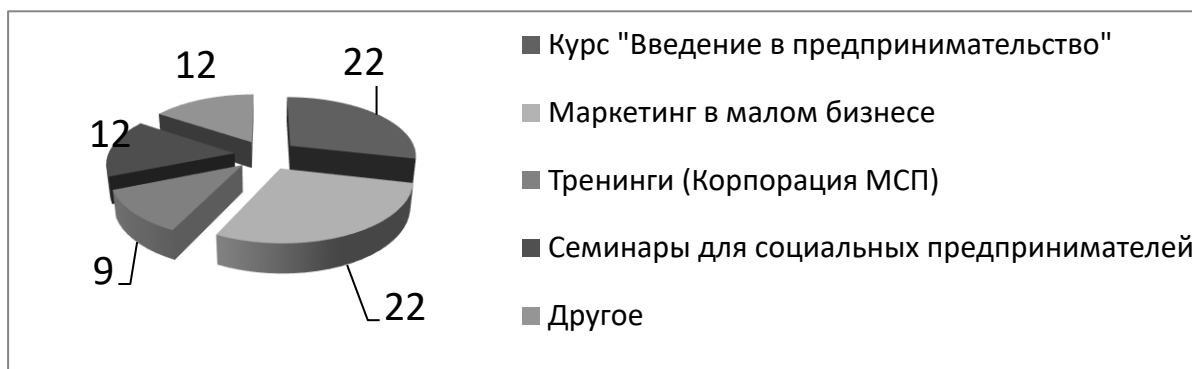 12
22
12
9
22
Курс "Введение в предпринимательство"
Маркетинг в малом бизнесе
Тренинги (Корпорация МСП)
Семинары для социальных предпринимателей
Другое